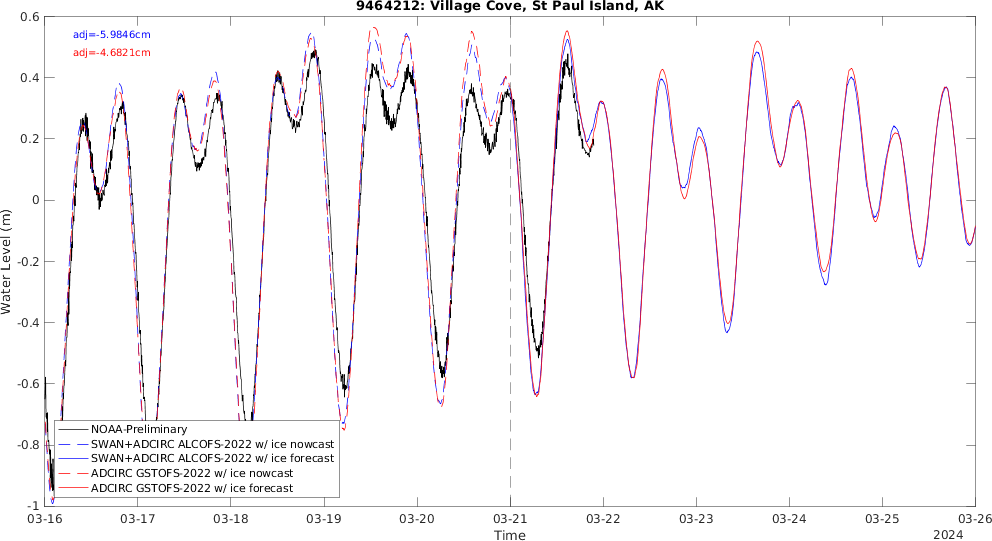 9464212: Village Cove, St Paul Island, AK
adj=-5.9846cm
adj=-4.6821cm
0.6
0.4
0.2
0
-0.2
-0.4
-0.6
-0.8
-1
Water Level (m)
NOAA-Preliminary
SWAN+ADCIRC ALCOFS-2022 w/ ice nowcast
SWAN+ADCIRC ALCOFS-2022 w/ ice forecast
ADCIRC GSTOFS-2022 w/ ice nowcast
ADCIRC GSTOFS-2022 w/ ice forecast
03-16 03-17 03-18 03-19 03-20 03-21 03-22 03-23 03-24 03-25 03-26
Time
2024